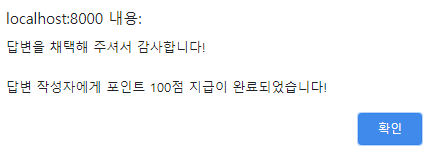 localhost:8000 내용:
답변을 채택해 주셔서 감사합니다!
답변 작성자에게 포인트 100점 지급이 완료되었습니다!
확인